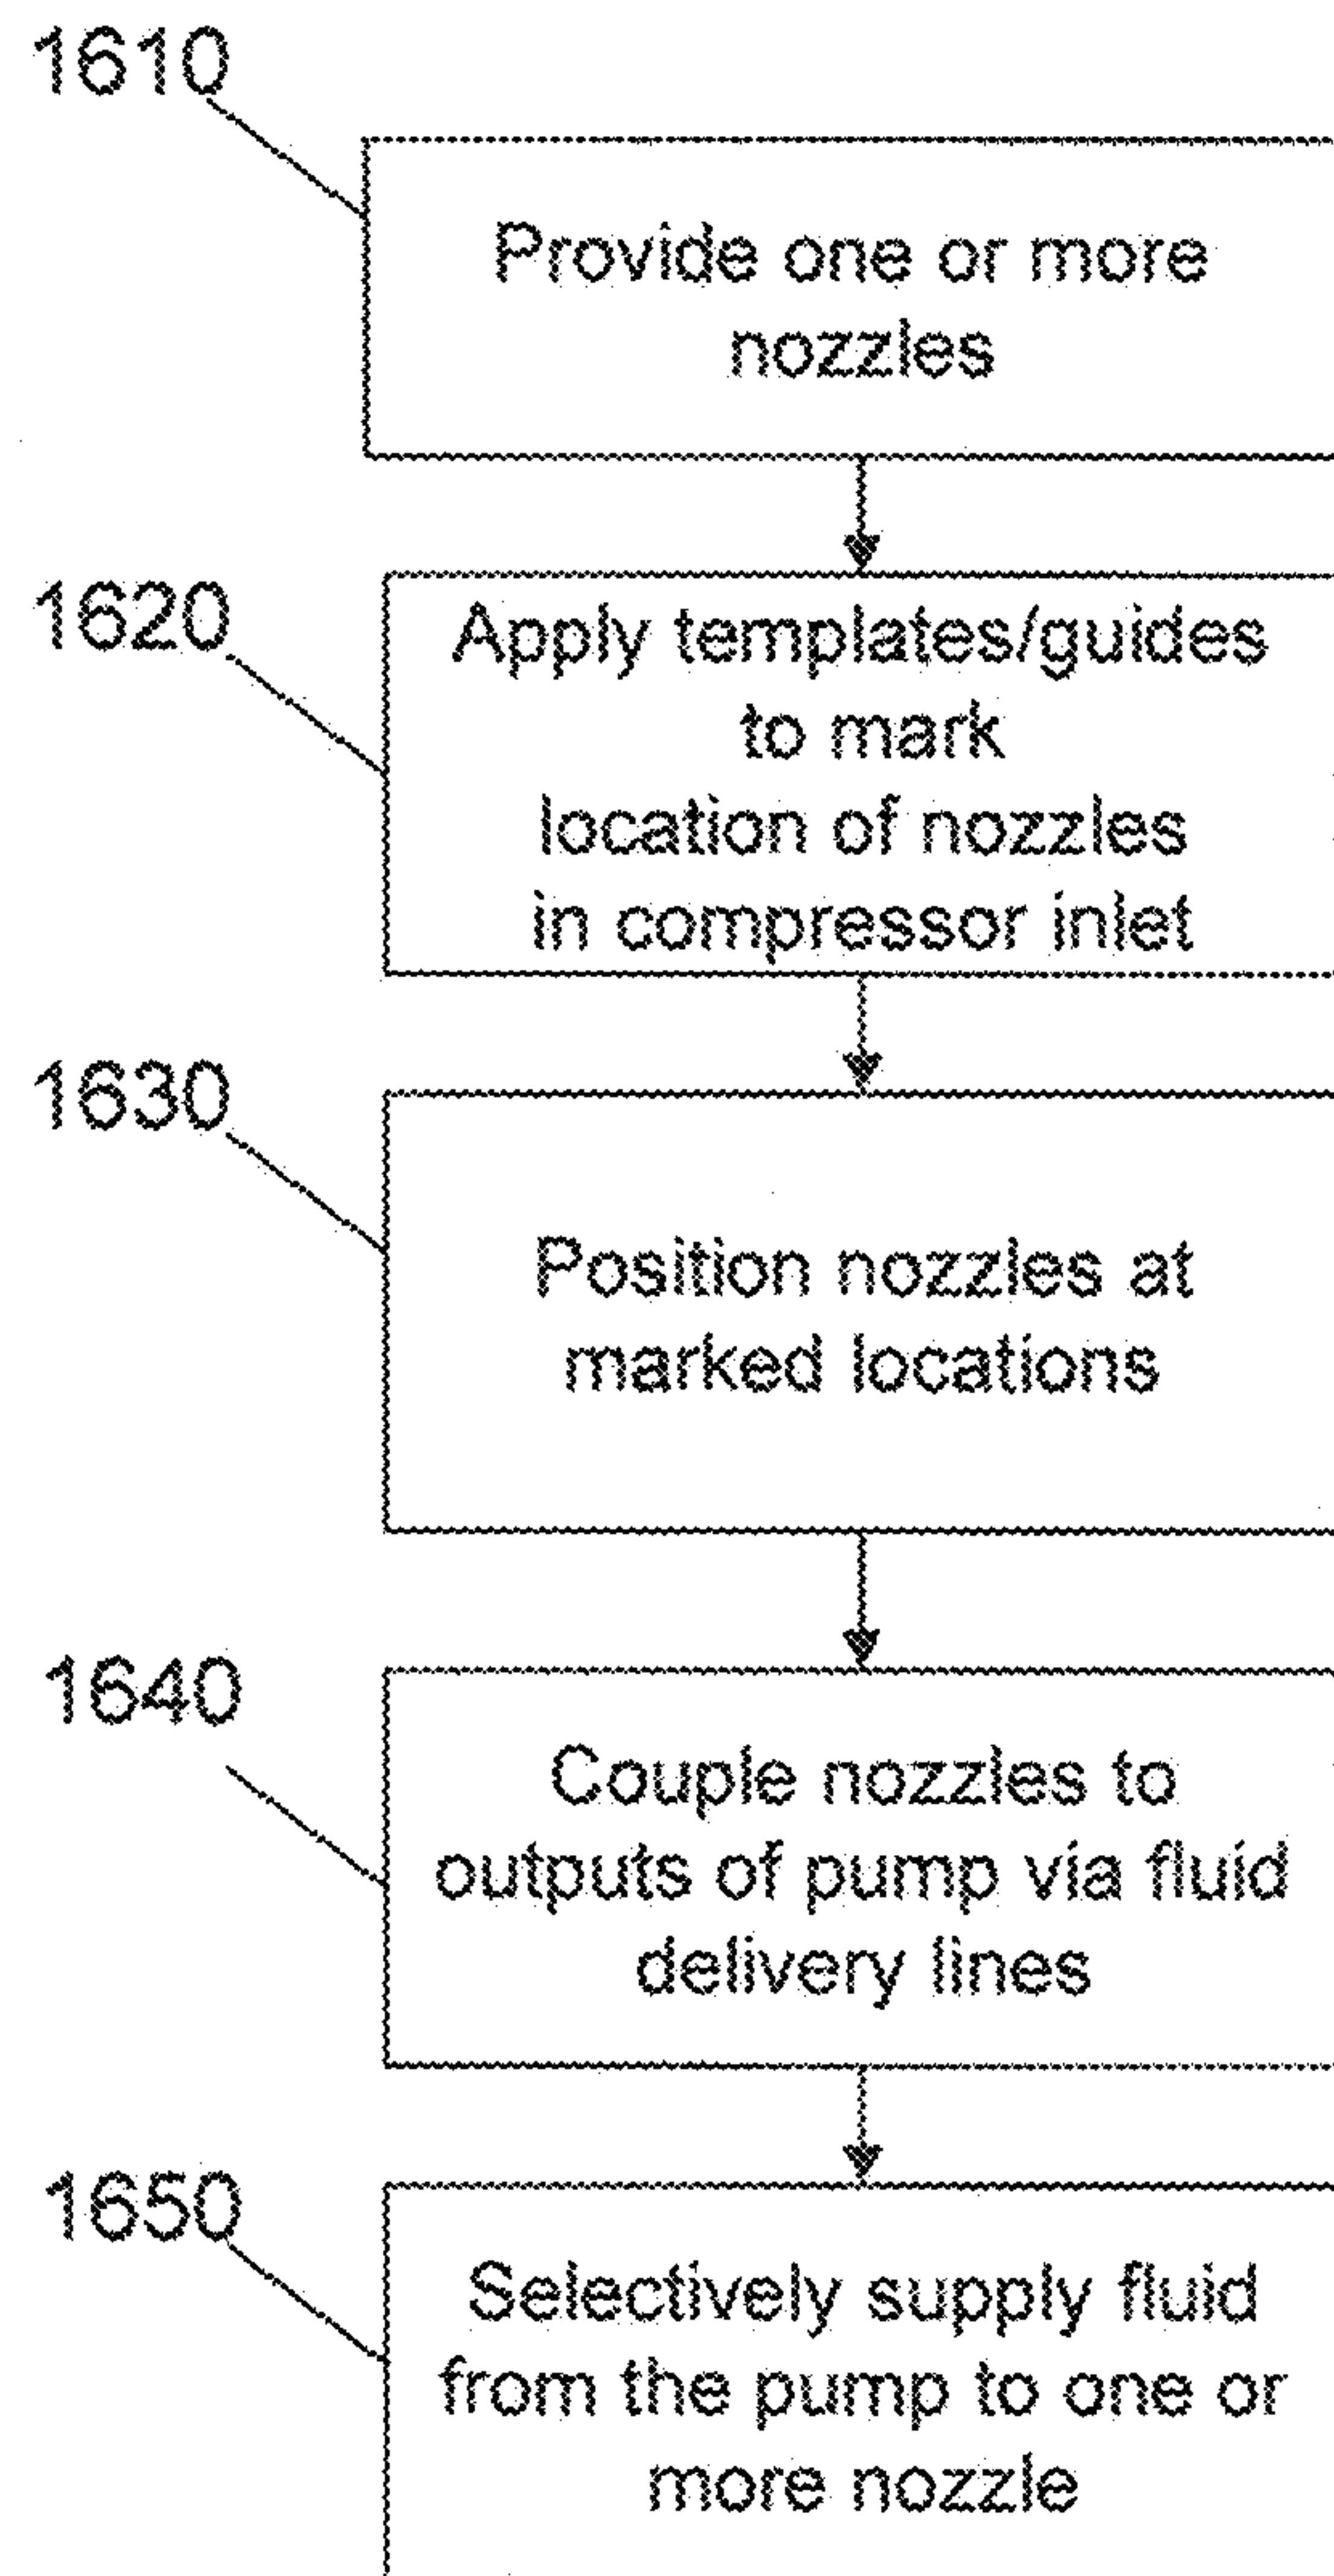 1610
Provide one or more
nozzles
1620
Apply templates/guides
to mark
location of nozzles
in compressor inlet
1630
Position nozzles at
marked locations
1640
Couple nozzles to
outputs of pump via fluid
delivery lines
1650
Selectively supply fluid
from the pump to one or
more nozzle